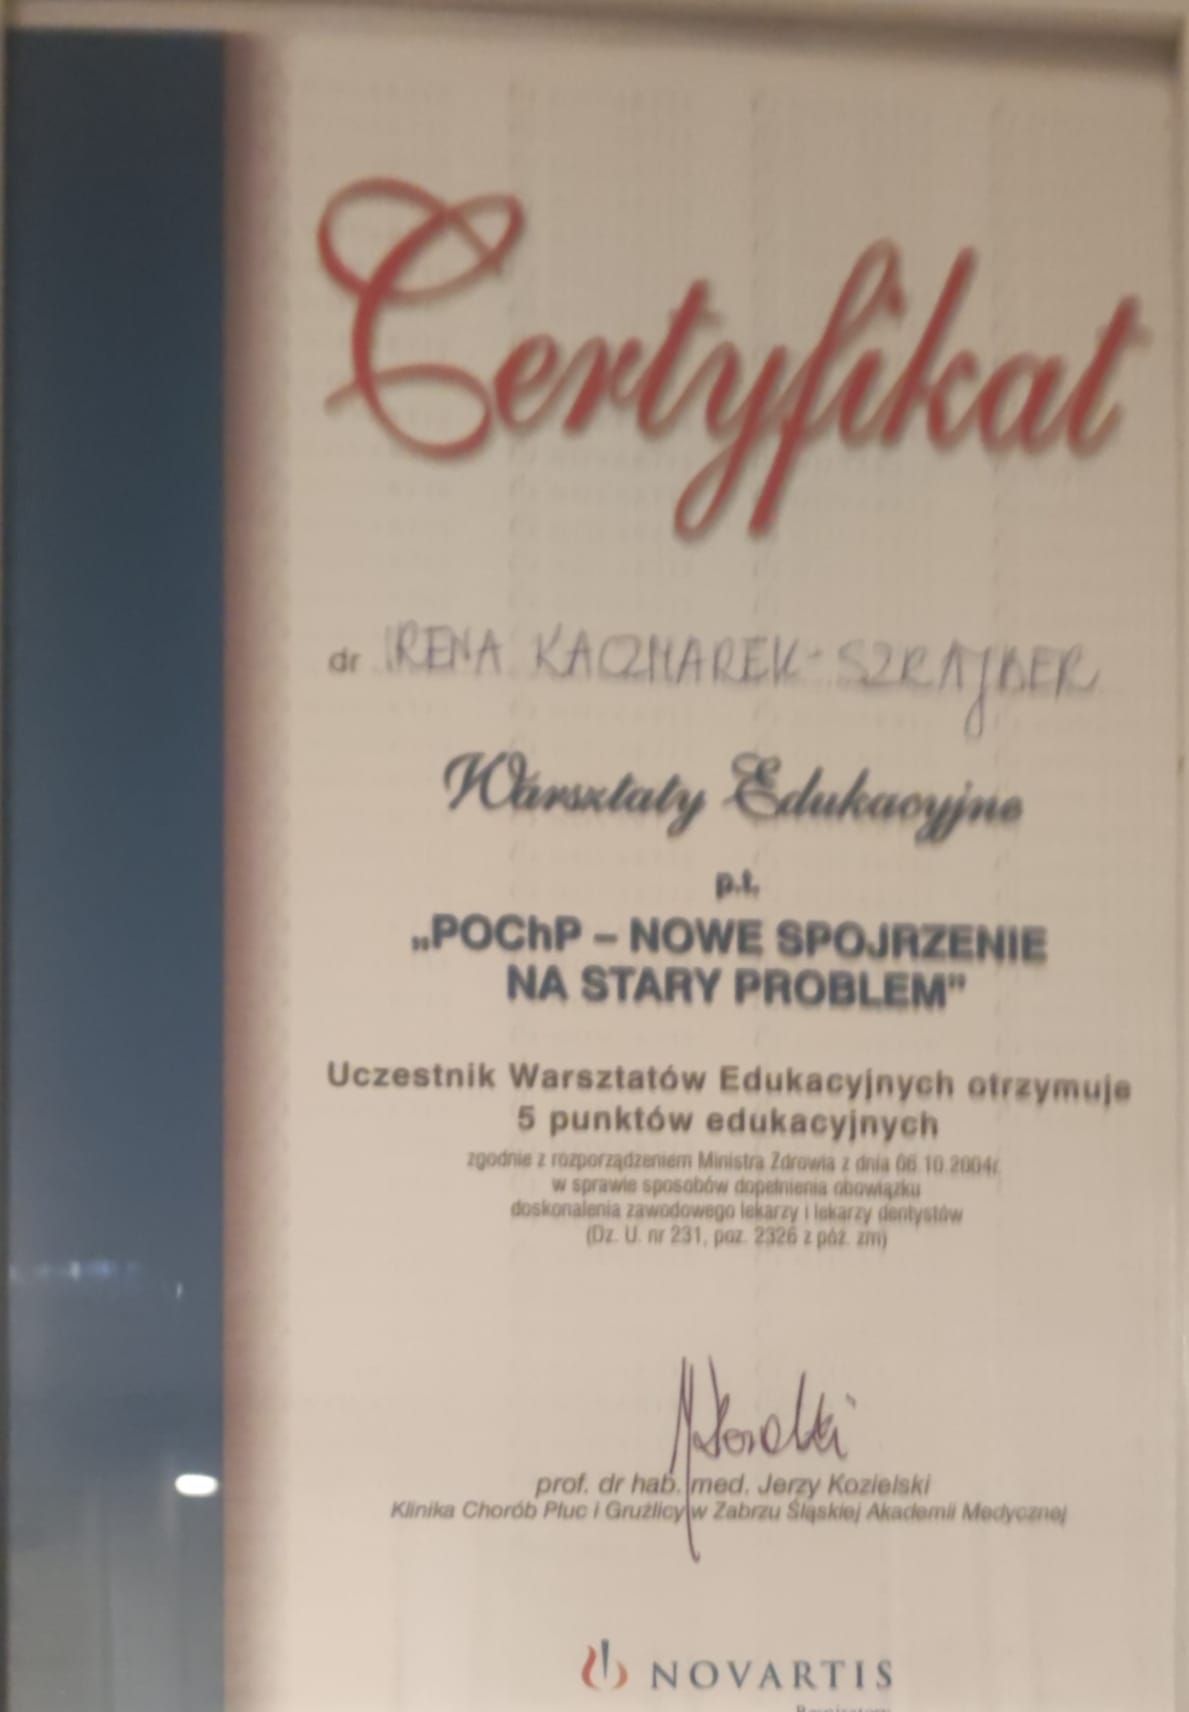 Certyfikat
dr IRENA KACZMAREK-SZRAJBER
Warsztaty Edukacyjne
p.t.
„POChP – NOWE SPOJRZENIE
NA STARY PROBLEM”
Uczestnik Warsztatów Edukacyjnych otrzymuje
5 punktów edukacyjnych
zgodnie z rozporządzeniem Ministra Zdrowia z dnia 06.10.2004r.
w sprawie sposobów dopełnienia obowiązku
doskonalenia zawodowego lekarzy i lekarzy dentystów
(Dz. U. nr 231, poz. 2326 z póź. zm)
prof. dr hab. med. Jerzy Kozielski
Klinika Chorób Płuc i Gruźlicy w Zabrzu Śląskiej Akademii Medycznej
NOVARTIS